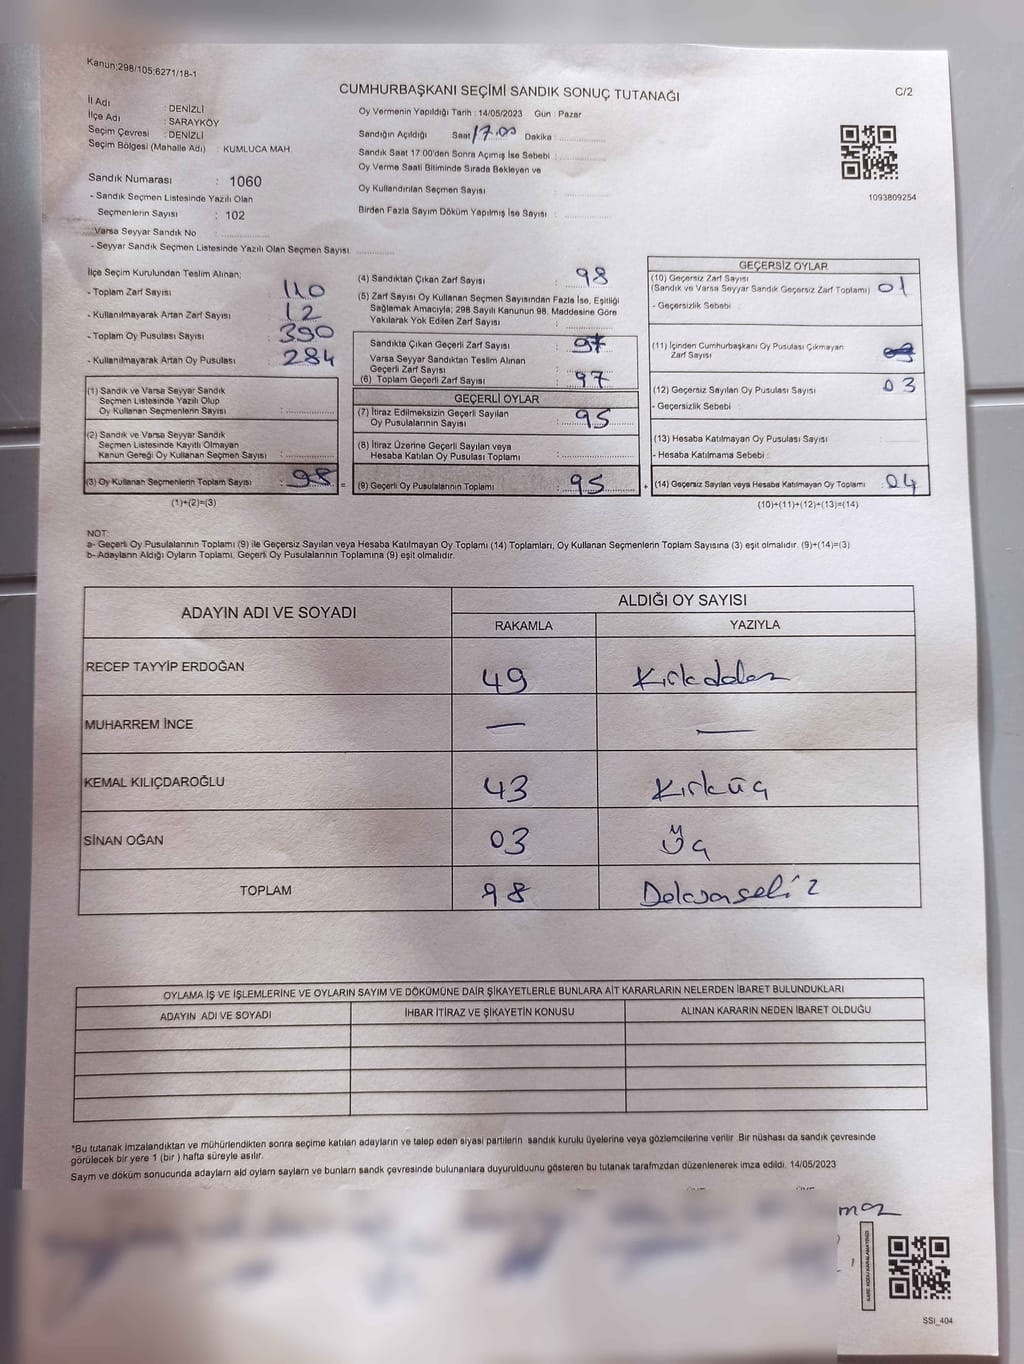 Kanun;298/105;6271/18-1
CUMHURBAŞKANI SEÇİMİ SANDIK SONUÇ TUTANAĞI
C/2
İl Adı : DENİZLİ
İlçe Adı : SARAYKÖY
Seçim Çevresi : DENİZLİ
Seçim Bölgesi (Mahalle Adı) : KUMLUCA MAH.
Sandık Numarası : 1060
- Sandık Seçmen Listesinde Yazılı Olan
Seçmenlerin Sayısı : 102
Varsa Seyyar Sandık No :
- Seyyar Sandık Seçmen Listesinde Yazılı Olan Seçmen Sayısı:
Oy Vermenin Yapıldığı Tarih : 14/05/2023 Gün : Pazar
Sandığın Açıldığı Saat 17.00 Dakika :
Sandık Saat 17.00'den Sonra Açımış İse Sebebi :
Oy Verme Saati Bitiminde Sırada Bekleyen ve
Oy Kullandırılan Seçmen Sayısı :
Birden Fazla Sayım Döküm Yapılmış İse Sayısı :
1093809254
İlçe Seçim Kurulundan Teslim Alınan;
- Toplam Zarf Sayısı : 110
- Kullanılmayarak Artan Zarf Sayısı : 12
- Toplam Oy Pusulası Sayısı : 390
- Kullanılmayarak Artan Oy Pusulası : 284
(1) Sandık ve Varsa Seyyar Sandık
Seçmen Listesinde Yazılı Olup
Oy Kullanan Seçmenlerin Sayısı :
(2) Sandık ve Varsa Seyyar Sandık
Seçmen Listesinde Kayıtlı Olmayan
Kanun Gereği Oy Kullanan Seçmen Sayısı :
(3) Oy Kullanan Seçmenlerin Toplam Sayısı : 98 =
(1)+(2)=(3)
(4) Sandıktan Çıkan Zarf Sayısı : 98
(5) Zarf Sayısı Oy Kullanan Seçmen Sayısından Fazla İse, Eşitliği
Sağlamak Amacıyla; 298 Sayılı Kanunun 98. Maddesine Göre
Yakılarak Yok Edilen Zarf Sayısı :
Sandıkta Çıkan Geçerli Zarf Sayısı : 97
Varsa Seyyar Sandıktan Teslim Alınan
Geçerli Zarf Sayısı :
(6) Toplam Geçerli Zarf Sayısı : 97
GEÇERLİ OYLAR
(7) İtiraz Edilmeksizin Geçerli Sayılan
Oy Pusulalarının Sayısı : 95
(8) İtiraz Üzerine Geçerli Sayılan veya
Hesaba Katılan Oy Pusulası Toplamı :
(9) Geçerli Oy Pusulalarının Toplamı : 95 +
GEÇERSİZ OYLAR
(10) Geçersiz Zarf Sayısı
(Sandık ve Varsa Seyyar Sandık Geçersiz Zarf Toplamı) : 01
- Geçersizlik Sebebi :
(11) İçinden Cumhurbaşkanı Oy Pusulası Çıkmayan
Zarf Sayısı
(12) Geçersiz Sayılan Oy Pusulası Sayısı : 03
- Geçersizlik Sebebi :
(13) Hesaba Katılmayan Oy Pusulası Sayısı :
- Hesaba Katılmama Sebebi :
(14) Geçersiz Sayılan veya Hesaba Katılmayan Oy Toplamı : 04
(10)+(11)+(12)+(13)=(14)
NOT:
a- Geçerli Oy Pusulalarının Toplamı (9) ile Geçersiz Sayılan veya Hesaba Katılmayan Oy Toplamı (14) Toplamları, Oy Kullanan Seçmenlerin Toplam Sayısına (3) eşit olmalıdır. (9)+(14)=(3)
b- Adayların Aldığı Oyların Toplamı, Geçerli Oy Pusulalarının Toplamına (9) eşit olmalıdır.
ADAYIN ADI VE SOYADI
ALDIĞI OY SAYISI
RAKAMLA YAZIYLA
RECEP TAYYİP ERDOĞAN 49 Kırkdokuz
MUHARREM İNCE — —
KEMAL KILIÇDAROĞLU 43 Kırküç
SİNAN OĞAN 03 Üç
TOPLAM 98 Doksansekiz
OYLAMA İŞ VE İŞLEMLERİNE VE OYLARIN SAYIM VE DÖKÜMÜNE DAİR ŞİKAYETLERLE BUNLARA AİT KARARLARIN NELERDEN İBARET BULUNDUKLARI
ADAYIN ADI VE SOYADI İHBAR İTİRAZ VE ŞİKAYETİN KONUSU ALINAN KARARIN NEDEN İBARET OLDUĞU
*Bu tutanak imzalandıktan ve mühürlendikten sonra seçime katılan adayların ve talep eden siyasi partilerin sandık kurulu üyelerine veya gözlemcilerine verilir .Bir nüshası da sandık çevresinde
görülecek bir yere 1 (bir ) hafta süreyle asılır.
Saym ve döküm sonucunda adaylarn ald oylarn saylarn ve bunlarn sandk çevresinde bulunanlara duyurulduunu gösteren bu tutanak tarafmzdan düzenlenerek imza edildi. 14/05/2023
SSİ_404